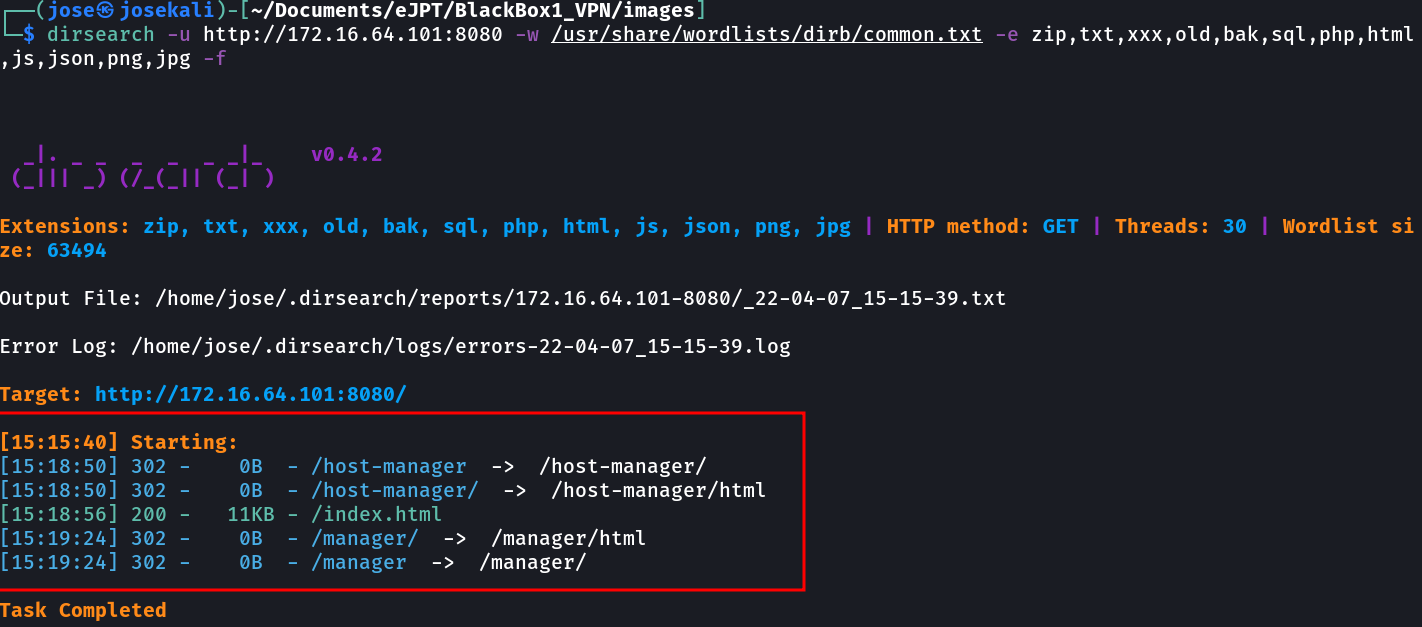 ┌──(jose㉿josekali)-[~/Documents/eJPT/BlackBox1_VPN/images]
└─$ dirsearch -u http://172.16.64.101:8080 -w /usr/share/wordlists/dirb/common.txt -e zip,txt,xxx,old,bak,sql,php,html
,js,json,png,jpg -f
_|. _ _  _  _  _ _|_    v0.4.2
(_||| _) (/_(_|| (_| )
Extensions: zip, txt, xxx, old, bak, sql, php, html, js, json, png, jpg | HTTP method: GET | Threads: 30 | Wordlist si
ze: 63494
Output File: /home/jose/.dirsearch/reports/172.16.64.101-8080/_22-04-07_15-15-39.txt
Error Log: /home/jose/.dirsearch/logs/errors-22-04-07_15-15-39.log
Target: http://172.16.64.101:8080/
[15:15:40] Starting:
[15:18:50] 302 -    0B  - /host-manager  ->  /host-manager/
[15:18:50] 302 -    0B  - /host-manager/  ->  /host-manager/html
[15:18:56] 200 -   11KB - /index.html
[15:19:24] 302 -    0B  - /manager/  ->  /manager/html
[15:19:24] 302 -    0B  - /manager  ->  /manager/
Task Completed